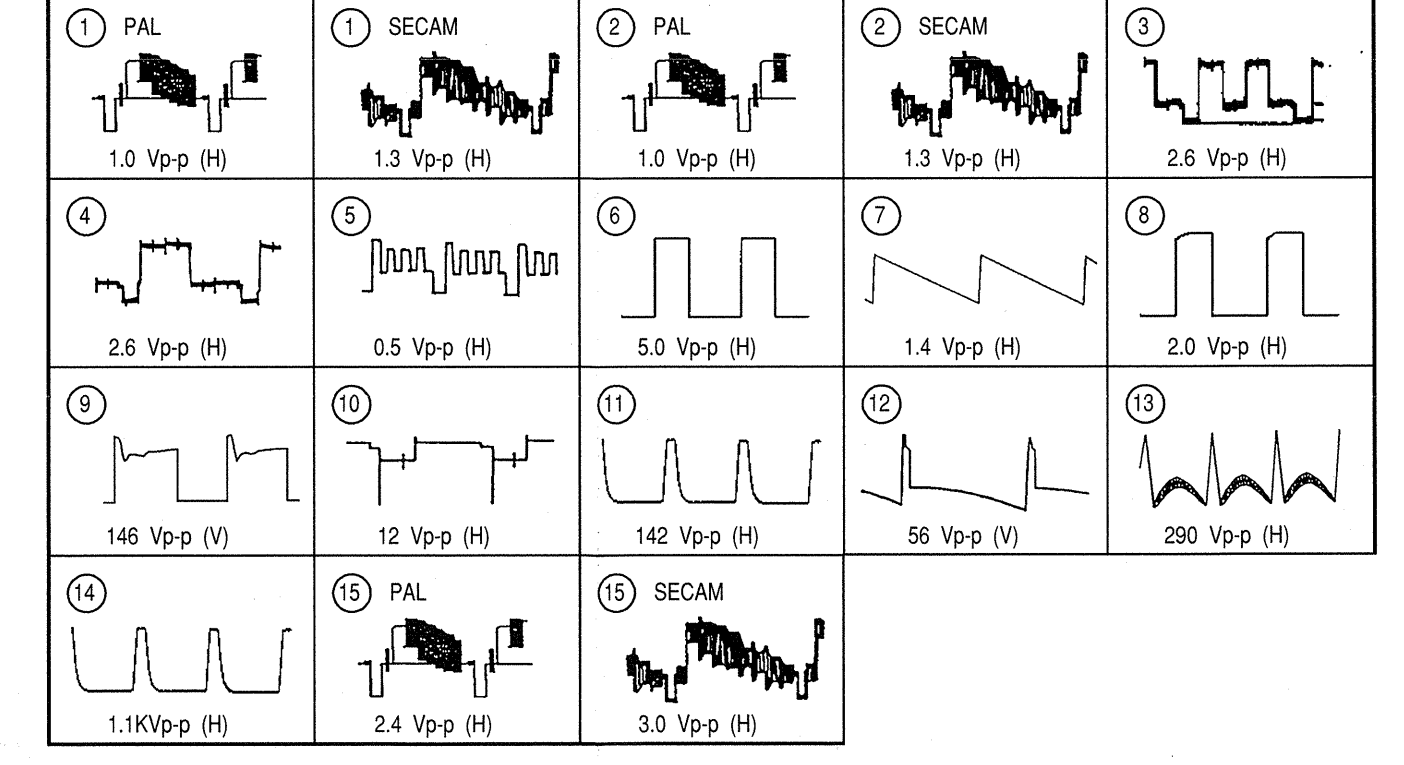 1 PAL
1.0 Vp-p (H)
1 SECAM
1.3 Vp-p (H)
2 PAL
1.0 Vp-p (H)
2 SECAM
1.3 Vp-p (H)
3
2.6 Vp-p (H)
4
2.6 Vp-p (H)
5
0.5 Vp-p (H)
6
5.0 Vp-p (H)
7
1.4 Vp-p (H)
8
2.0 Vp-p (H)
9
146 Vp-p (V)
10
12 Vp-p (H)
11
142 Vp-p (H)
12
56 Vp-p (V)
13
290 Vp-p (H)
14
1.1KVp-p (H)
15 PAL
2.4 Vp-p (H)
15 SECAM
3.0 Vp-p (H)